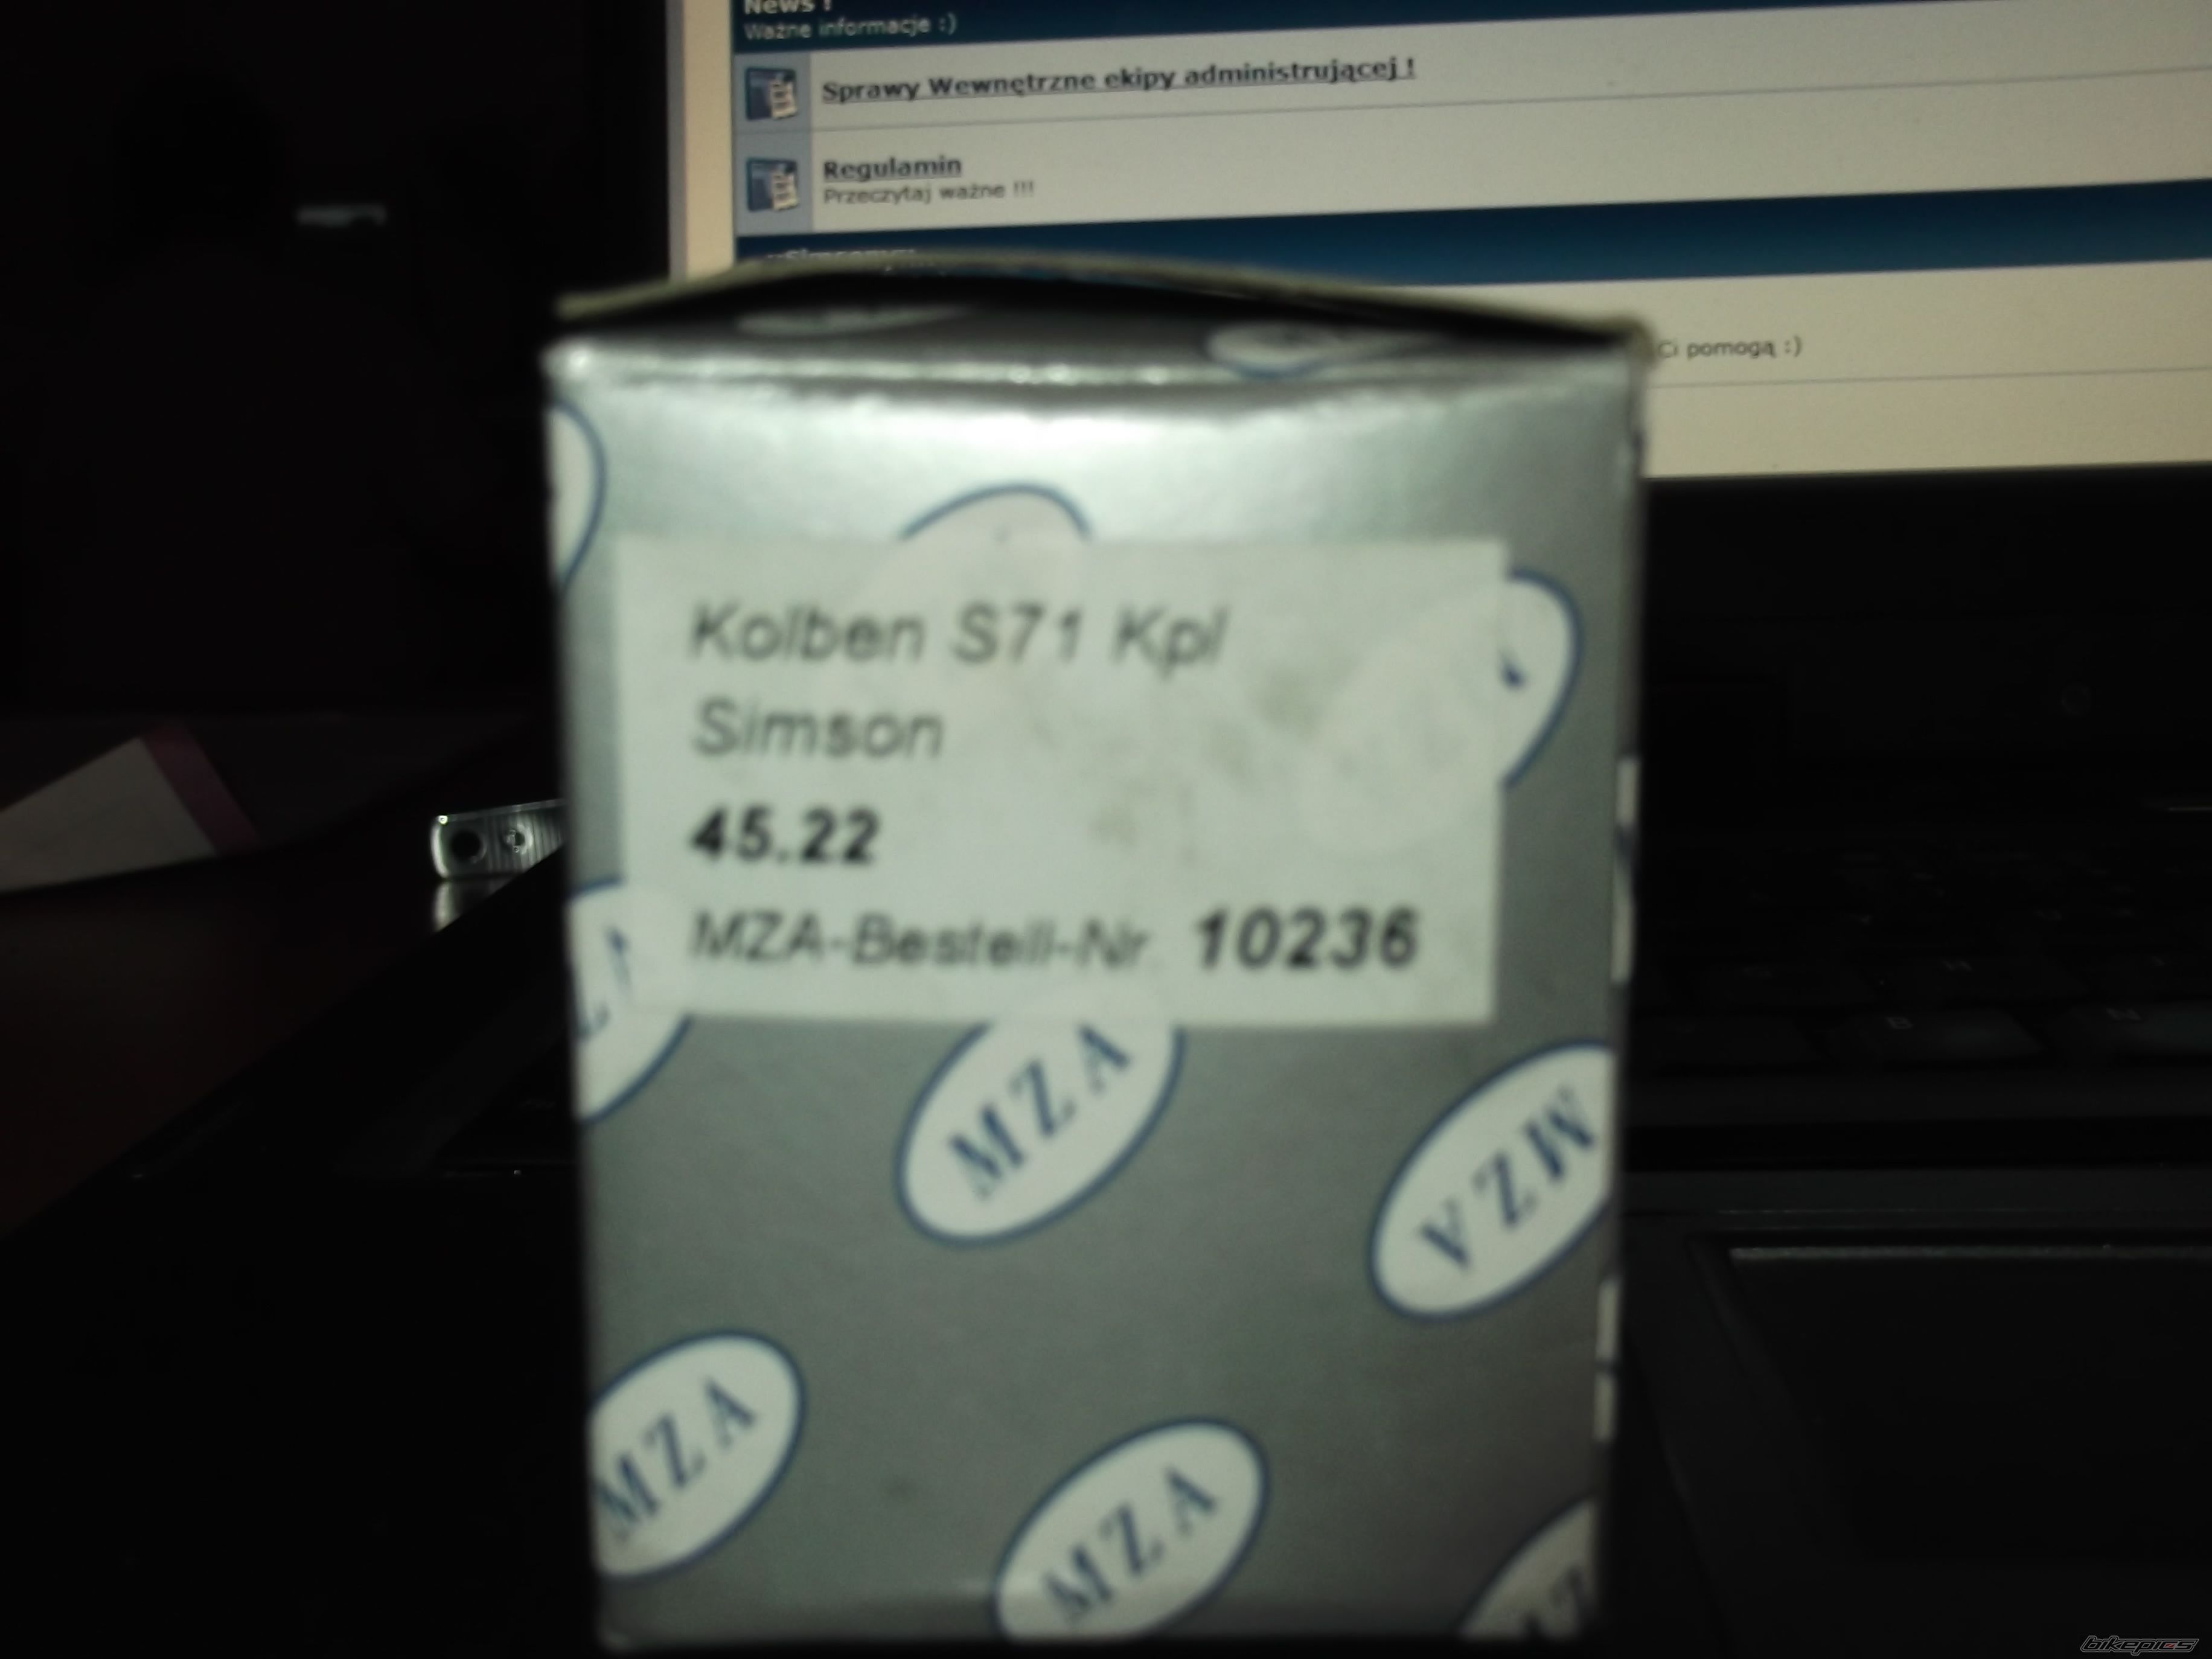 News !
Ważne informacje :)
Sprawy Wewnętrzne ekipy administrującej !
Regulamin
Przeczytaj ważne !!!
Ci pomogą :)
Kolben S71 Kpl
Simson
45.22
MZA-Bestell-Nr. 10236
MZA
MZA
MZA
MZA
bikepics